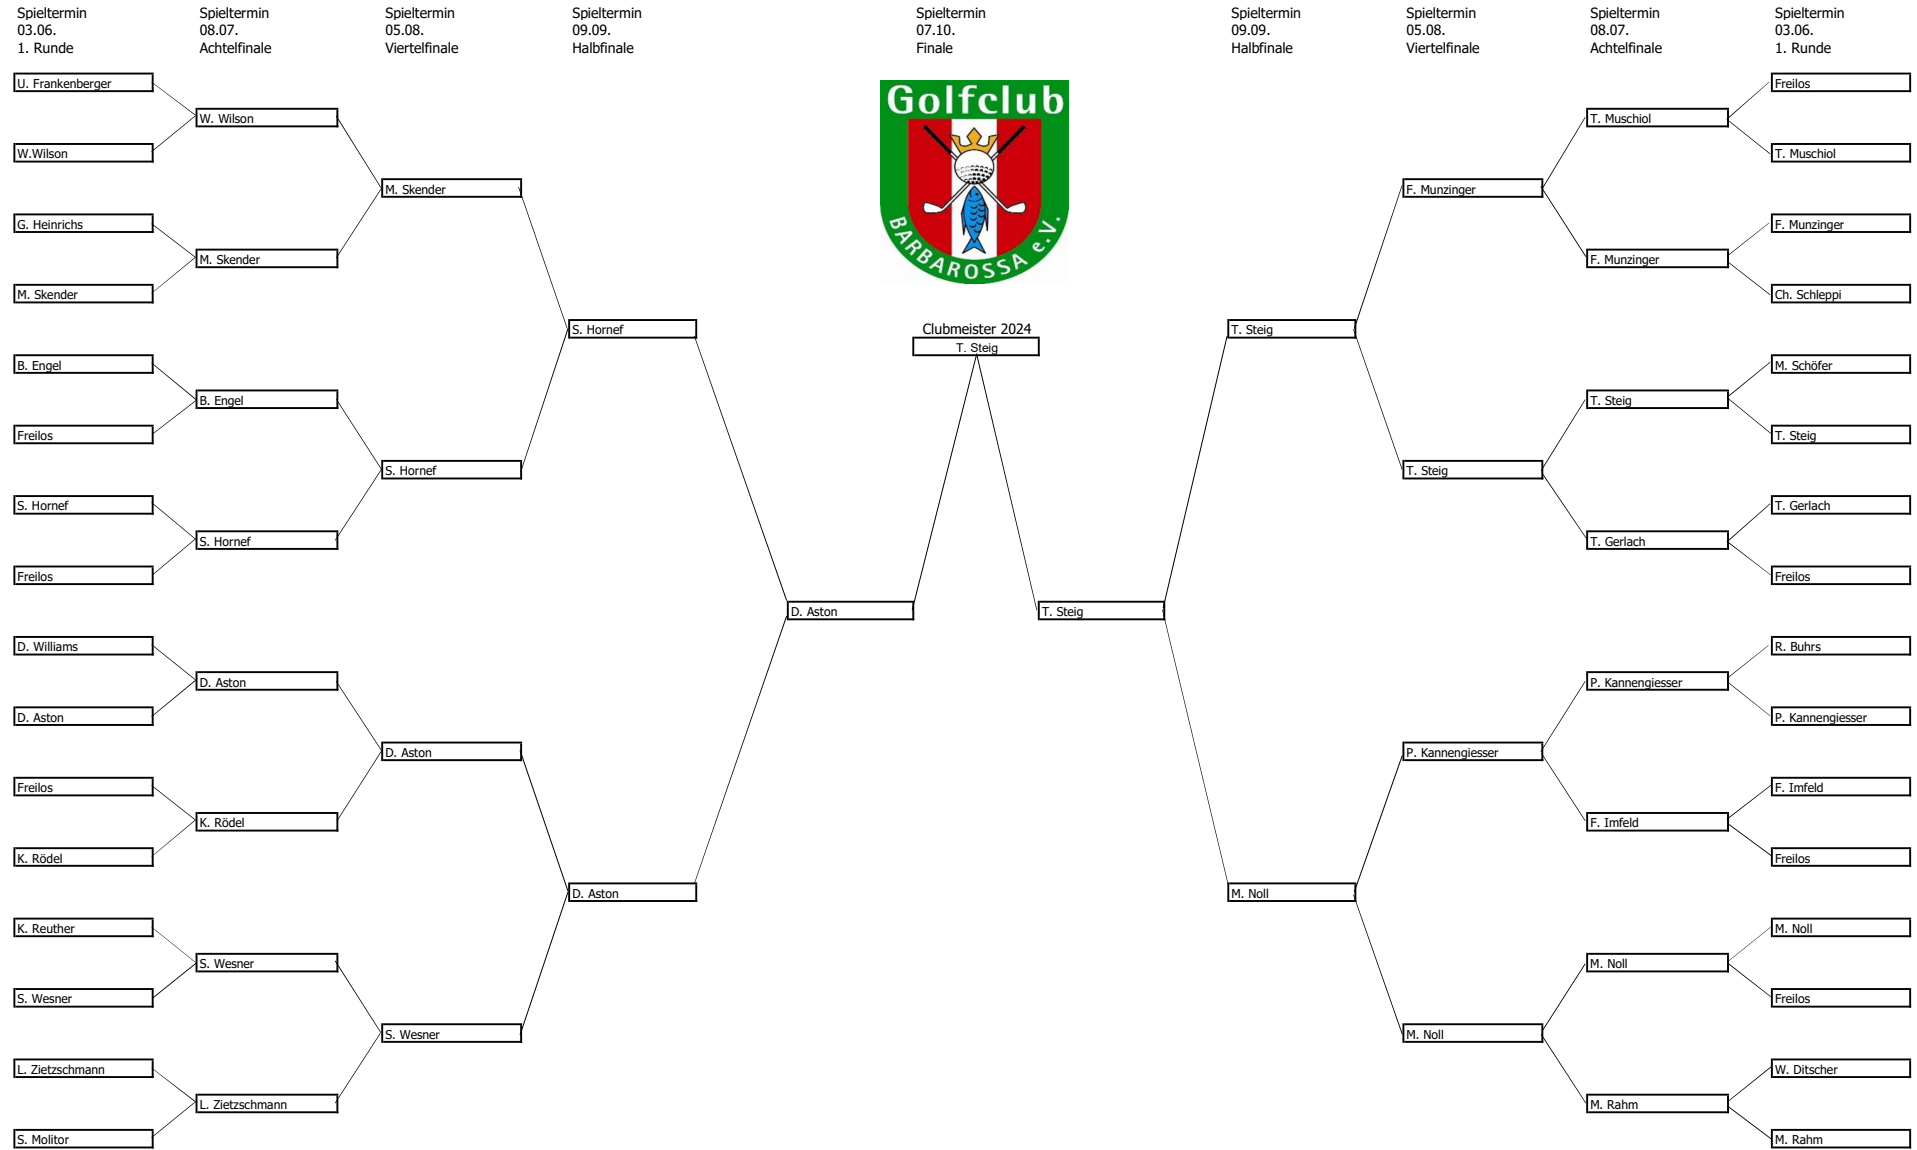 Spieltermin
03.06.
1. Runde
Spieltermin
08.07.
Achtelfinale
Spieltermin
05.08.
Viertelfinale
Spieltermin
09.09.
Halbfinale
Spieltermin
07.10.
Finale
Spieltermin
09.09.
Halbfinale
Spieltermin
05.08.
Viertelfinale
Spieltermin
08.07.
Achtelfinale
Spieltermin
03.06.
1. Runde
U. Frankenberger
W.Wilson
G. Heinrichs
M. Skender
B. Engel
Freilos
S. Hornef
Freilos
D. Williams
D. Aston
Freilos
K. Rödel
K. Reuther
S. Wesner
L. Zietzschmann
S. Molitor
W. Wilson
M. Skender
B. Engel
S. Hornef
D. Aston
K. Rödel
S. Wesner
L. Zietzschmann
M. Skender
S. Hornef
D. Aston
S. Wesner
S. Hornef
D. Aston
D. Aston
Golfclub
BARBAROSSA e.V.
Clubmeister 2024
T. Steig
T. Steig
T. Steig
M. Noll
F. Munzinger
T. Steig
P. Kannengiesser
M. Noll
T. Muschiol
F. Munzinger
T. Steig
T. Gerlach
P. Kannengiesser
F. Imfeld
M. Noll
M. Rahm
Freilos
T. Muschiol
F. Munzinger
Ch. Schleppi
M. Schöfer
T. Steig
T. Gerlach
Freilos
R. Buhrs
P. Kannengiesser
F. Imfeld
Freilos
M. Noll
Freilos
W. Ditscher
M. Rahm